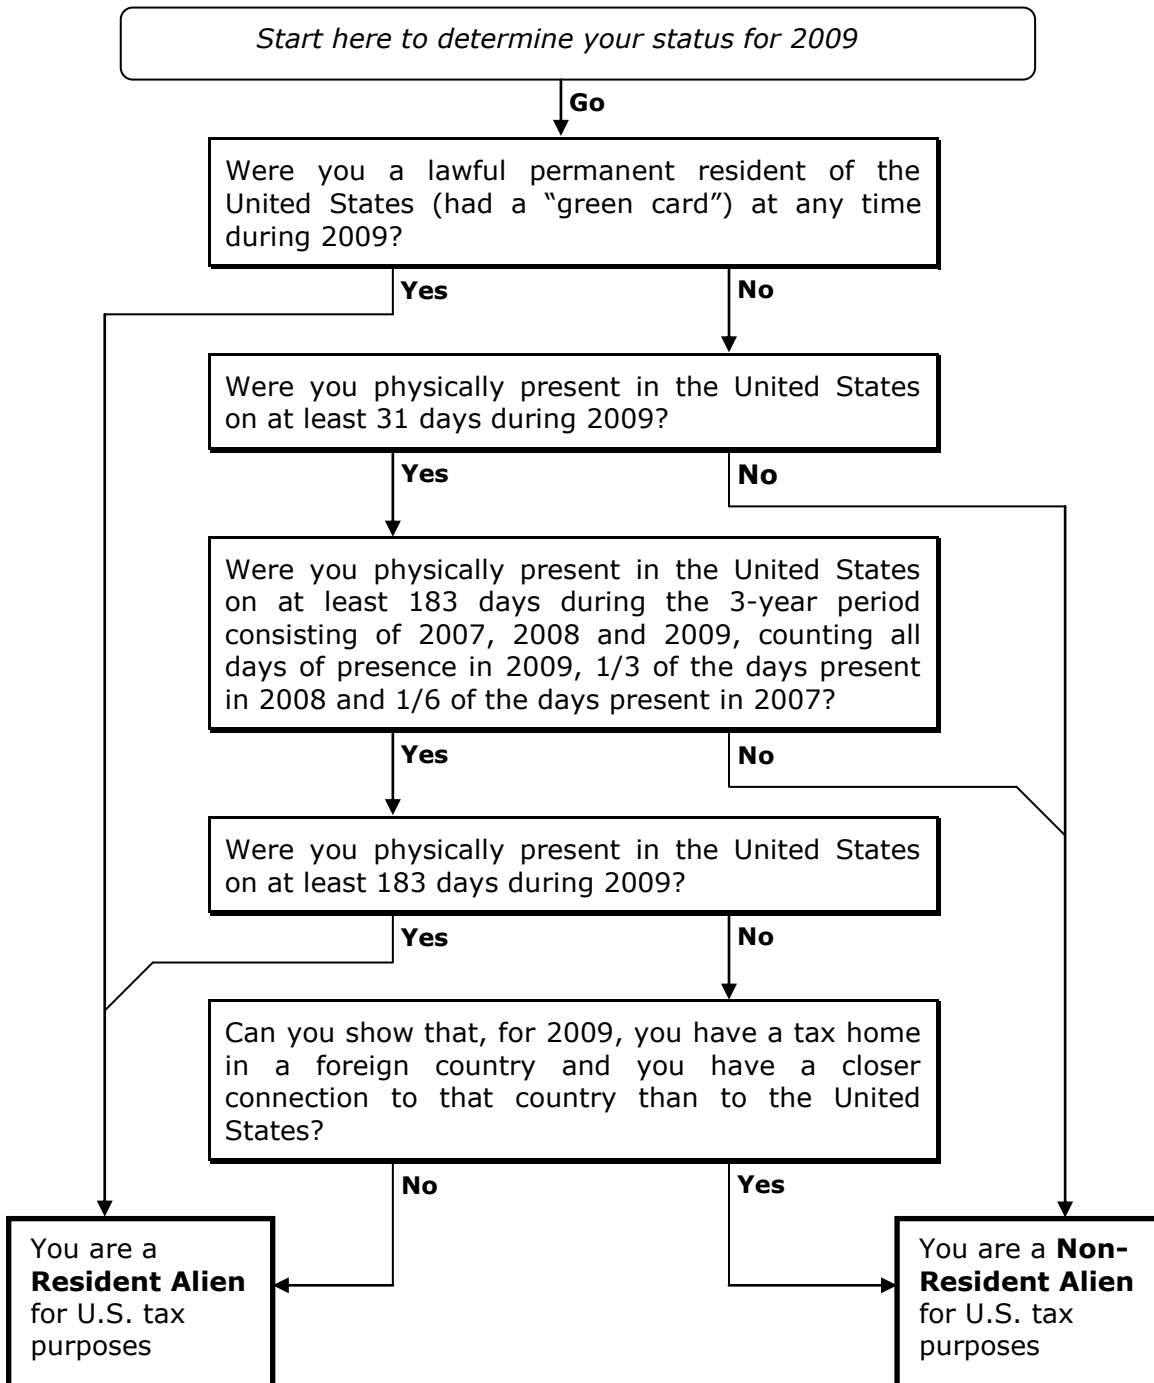 Start here to determine your status for 2009
Go
Were you a lawful permanent resident of the
United States (had a “green card”) at any time
during 2009?
Yes
No
Were you physically present in the United States
on at least 31 days during 2009?
Yes
No
Were you physically present in the United States
on at least 183 days during the 3-year period
consisting of 2007, 2008 and 2009, counting all
days of presence in 2009, 1/3 of the days present
in 2008 and 1/6 of the days present in 2007?
Yes
No
Were you physically present in the United States
on at least 183 days during 2009?
Yes
No
Can you show that, for 2009, you have a tax home
in a foreign country and you have a closer
connection to that country than to the United
States?
No
Yes
You are a
Resident Alien
for U.S. tax
purposes
You are a Non-
Resident Alien
for U.S. tax
purposes